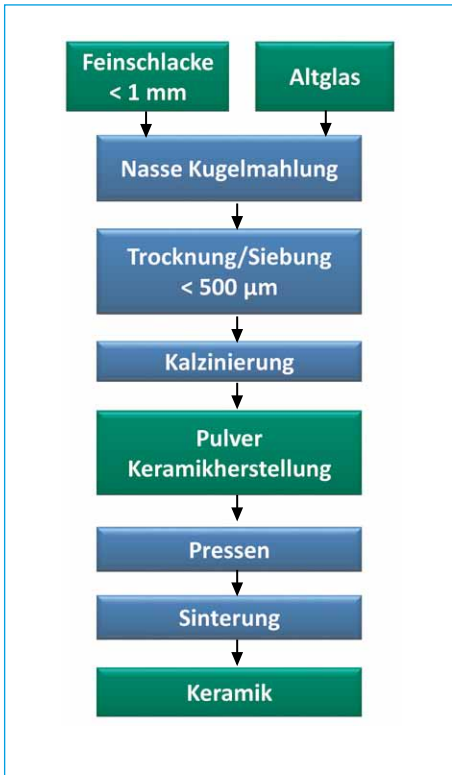 Feinschlacke
< 1 mm
Altglas
Nasse Kugelmahlung
Trocknung/Siebung
< 500 µm
Kalzinierung
Pulver
Keramikherstellung
Pressen
Sinterung
Keramik